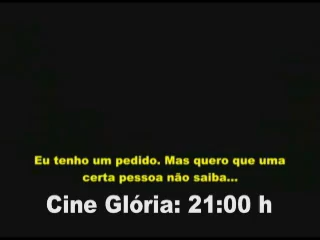 Eu tenho um pedido. Mas quero que uma
certa pessoa não saiba...
Cine Glória: 21:00 h